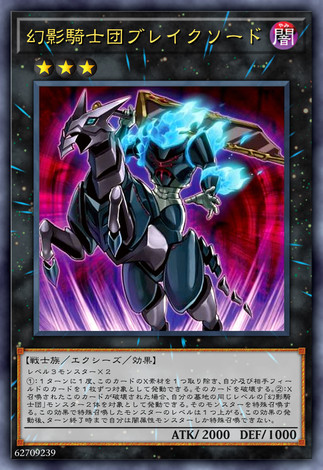 幻影騎士団ブレイクソード
闇
やみ
【戦士族／エクシーズ／効果】
レベル３モンスター×２
①：１ターンに１度、このカードのX素材を１つ取り除き、自分及び相手フィー
ルドのカードを１枚ずつ対象として発動できる。そのカードを破壊する。②：X
召喚されたこのカードが破壊された場合、自分の墓地の同じレベルの「幻影騎
士団」モンスター２体を対象として発動できる。そのモンスターを特殊召喚す
る。この効果で特殊召喚したモンスターのレベルは１つ上がる。この効果の発
動後、ターン終了時まで自分は闇属性モンスターしか特殊召喚できない。
ATK/ 2000 DEF/1000
62709239